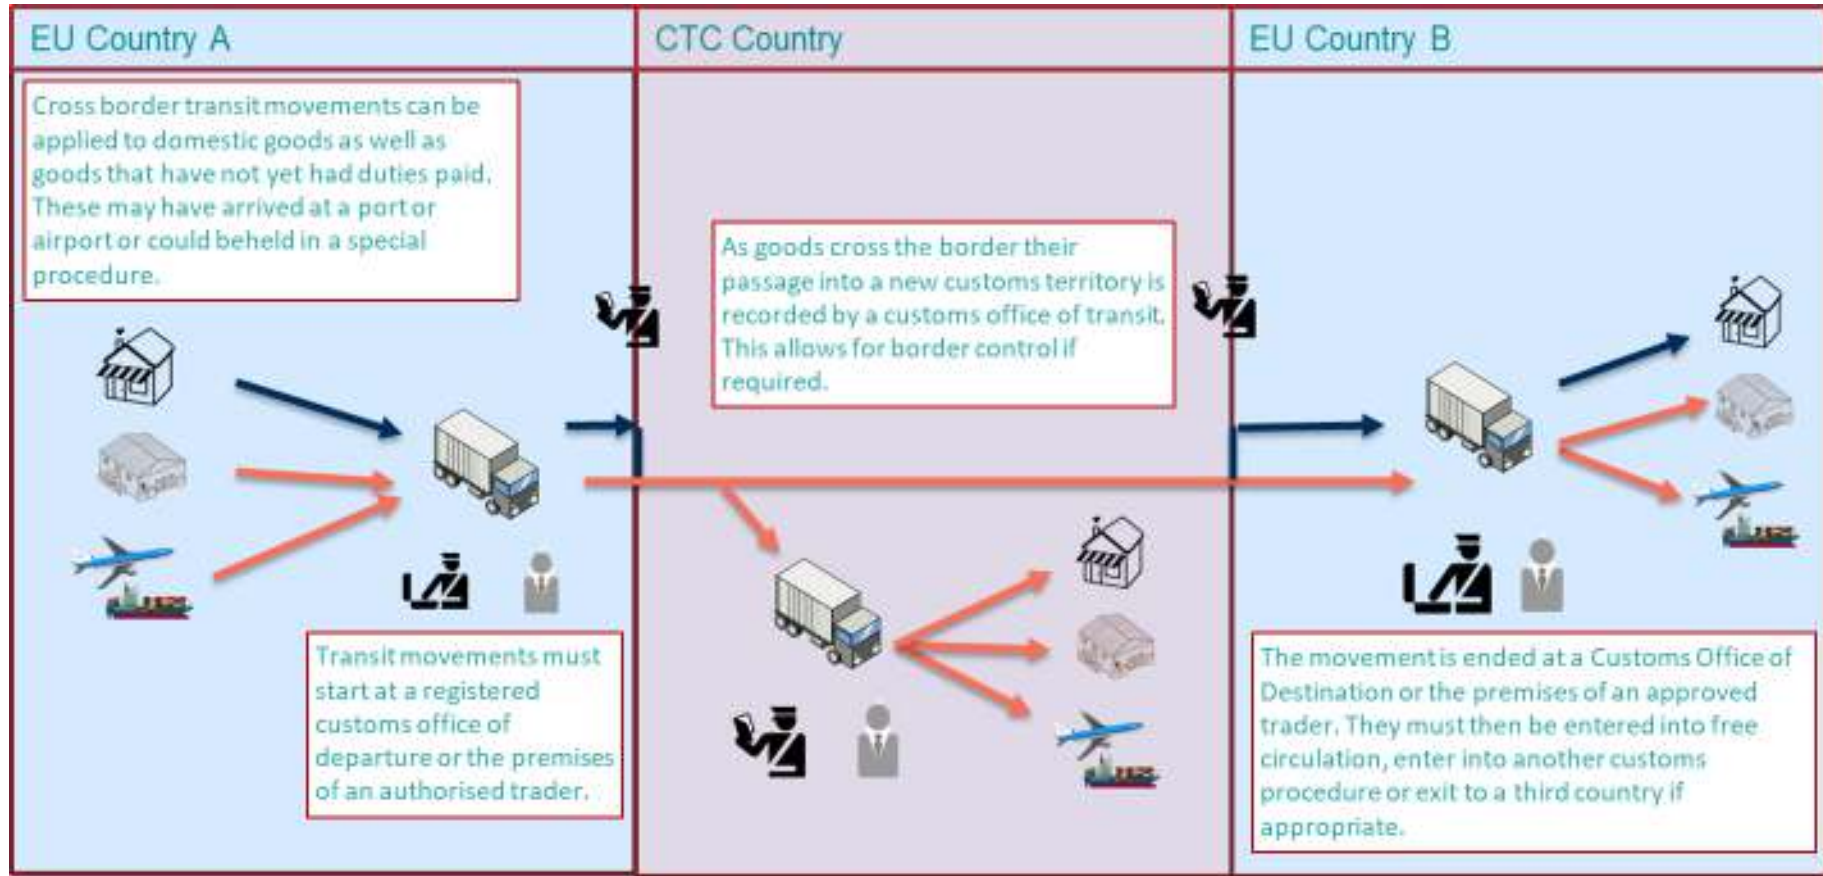 EU Country A
CTC Country
EU Country B
Cross border transit movements can be
applied to domestic goods as well as
goods that have not yet had duties paid.
These may have arrived at a port or
airport or could beheld in a special
procedure.
As goods cross the border their
passage into a new customs territory is
recorded by a customs office of transit.
This allows for border control if
required.
Transit movements must
start at a registered
customs office of
departure or the premises
of an authorised trader.
The movement is ended at a Customs Office of
Destination or the premises of an approved
trader. They must then be entered into free
circulation, enter into another customs
procedure or exit to a third country if
appropriate.